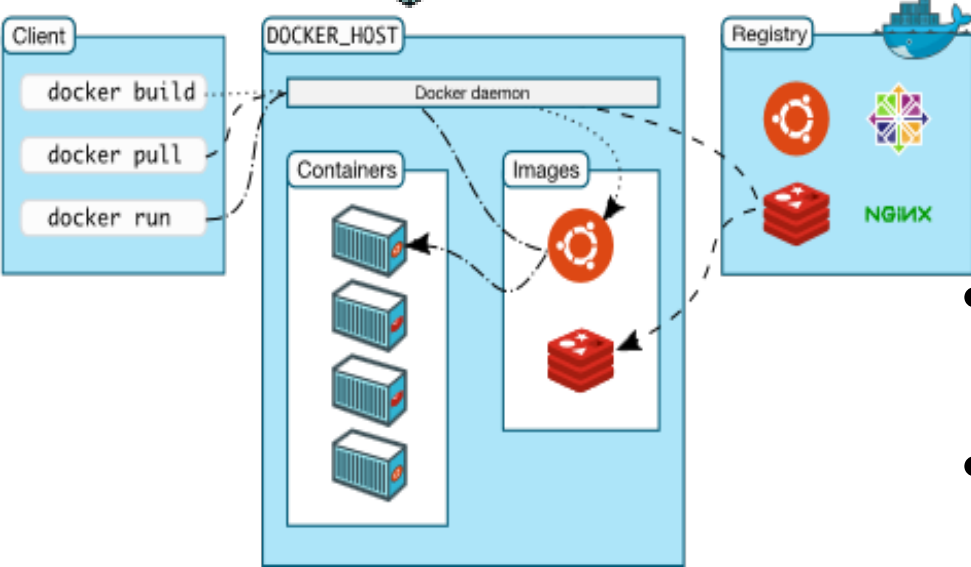 Client
docker build
docker pull
docker run
DOCKER_HOST
Docker daemon
Containers
Images
Registry
NGINX